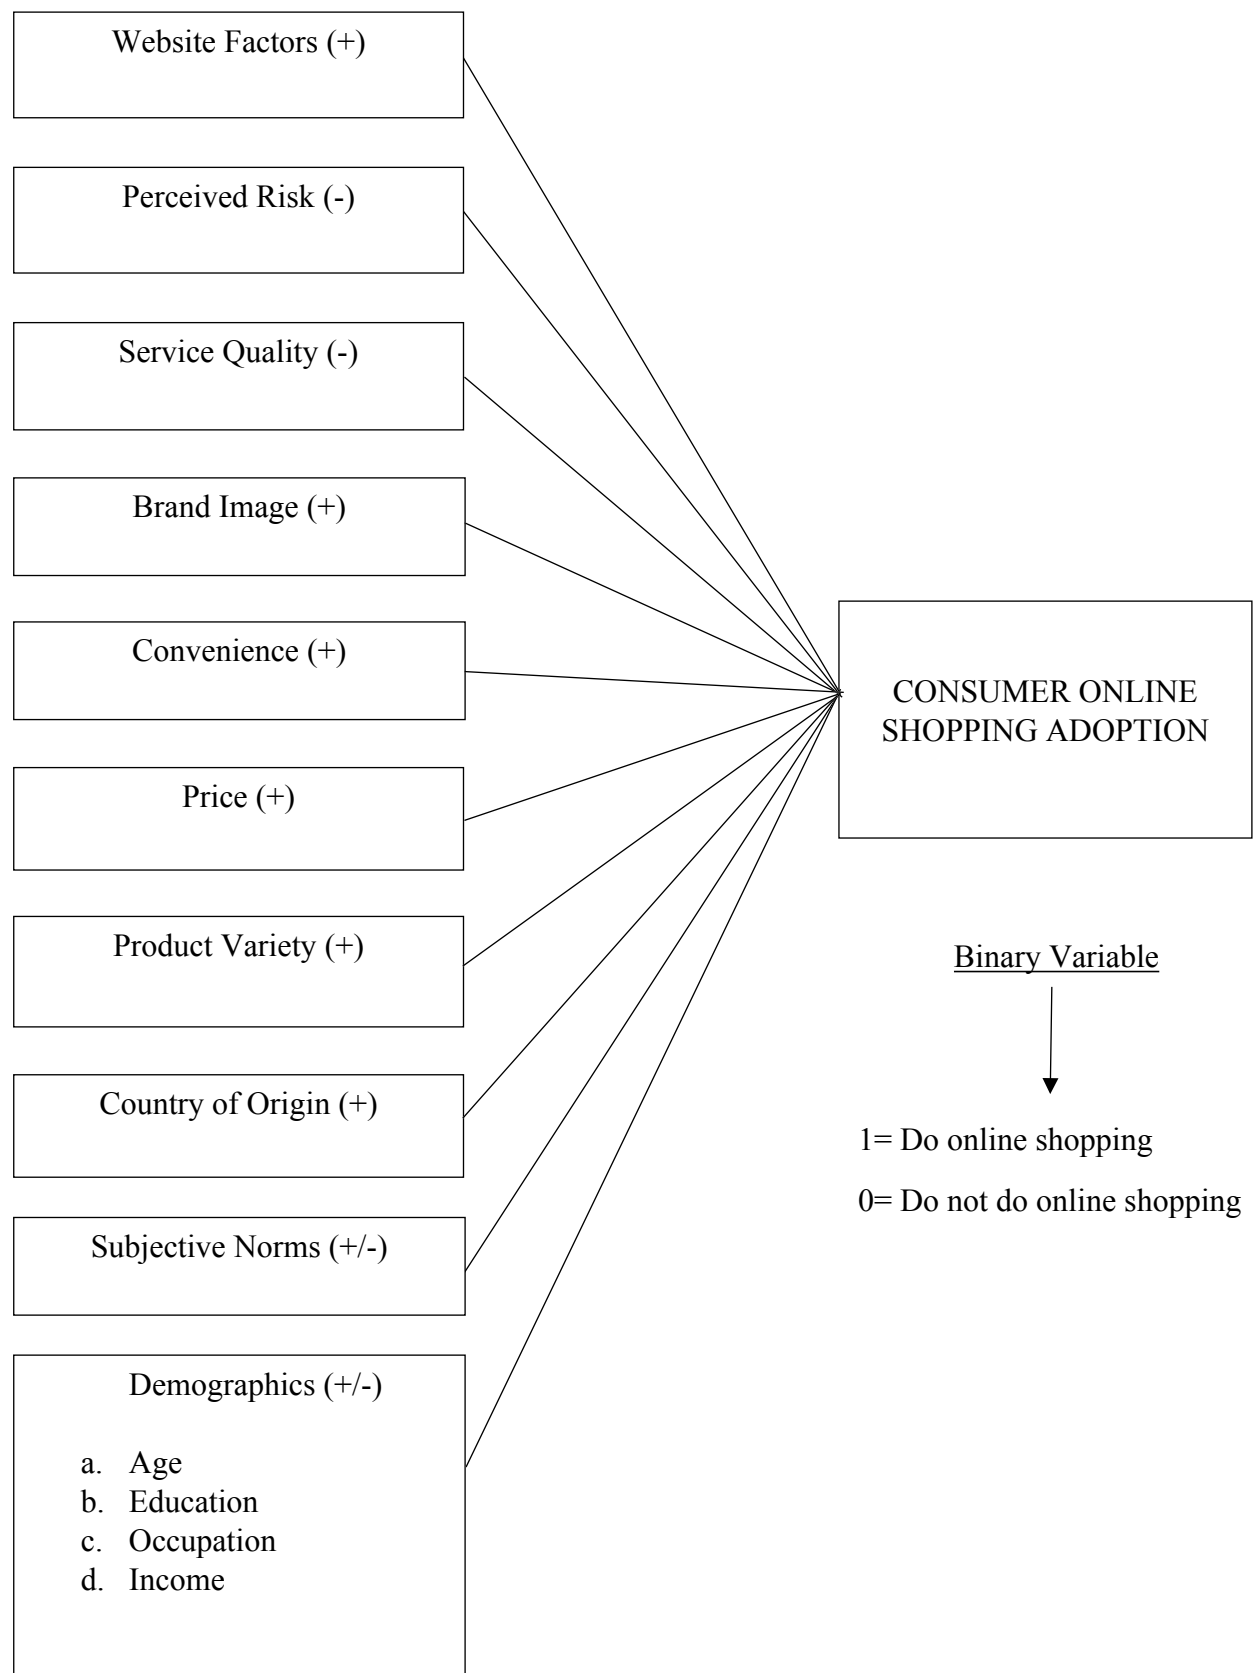 Website Factors (+)
Perceived Risk (-)
Service Quality (-)
Brand Image (+)
Convenience (+)
Price (+)
Product Variety (+)
Country of Origin (+)
Subjective Norms (+/-)
Demographics (+/-)
a. Age
b. Education
c. Occupation
d. Income
CONSUMER ONLINE
SHOPPING ADOPTION
Binary Variable
1= Do online shopping
0= Do not do online shopping